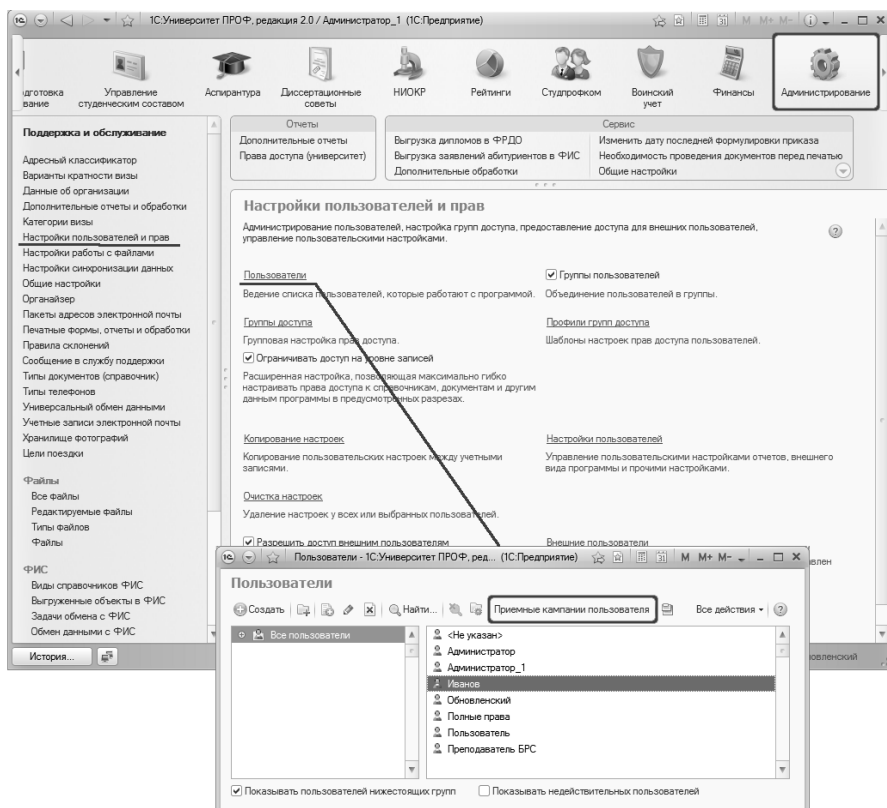 1С:Университет ПРОФ, редакция 2.0 / Администратор_1 (1С:Предприятие)
M M+ M-
Управление студенческим составом
Аспирантура
Диссертационные советы
НИОКР
Рейтинги
Студпрофком
Воинский учет
Финансы
Администрирование
Поддержка и обслуживание
Адресный классификатор
Варианты кратности визы
Данные об организации
Дополнительные отчеты и обработки
Категории визы
Настройки пользователей и прав
Настройки работы с файлами
Настройки синхронизации данных
Общие настройки
Органайзер
Пакеты адресов электронной почты
Печатные формы, отчеты и обработки
Правила склонений
Сообщение в службу поддержки
Типы документов (справочник)
Типы телефонов
Универсальный обмен данными
Учетные записи электронной почты
Хранилище фотографий
Цели поездки
Файлы
Все файлы
Редактируемые файлы
Типы файлов
Файлы
ФИС
Виды справочников ФИС
Выгруженные объекты в ФИС
Задачи обмена с ФИС
Обмен данными с ФИС
История...
Отчеты
Дополнительные отчеты
Права доступа (университет)
Сервис
Выгрузка дипломов в ФРДО
Выгрузка заявлений абитуриентов в ФИС
Дополнительные обработки
Изменить дату последней формулировки приказа
Необходимость проведения документов перед печатью
Общие настройки
Настройки пользователей и прав
Администрирование пользователей, настройка групп доступа, предоставление доступа для внешних пользователей,
управление пользовательскими настройками.
Пользователи
Ведение списка пользователей, которые работают с программой.
Группы пользователей
Объединение пользователей в группы.
Группы доступа
Групповая настройка прав доступа.
Профили групп доступа
Шаблоны настроек прав доступа пользователей.
Ограничивать доступ на уровне записей
Расширенная настройка, позволяющая максимально гибко
настраивать права доступа к справочникам, документам и другим
данным программы в предусмотренных разрезах.
Копирование настроек
Копирование пользовательских настроек между учетными
записями.
Настройки пользователей
Управление пользовательскими настройками отчетов, внешнего
вида программы и прочими настройками.
Очистка настроек
Удаление настроек у всех или выбранных пользователей.
Разрешить доступ внешним пользователям
Внешние пользователи
Пользователи - 1С:Университет ПРОФ, ред... (1С:Предприятие)
M M+ M-
Пользователи
Создать
Найти...
Приемные кампании пользователя
Все действия
Все пользователи
<Не указан>
Администратор
Администратор_1
Иванов
Обновленский
Полные права
Пользователь
Преподаватель БРС
Показывать пользователей нижестоящих групп
Показывать недействительных пользователей